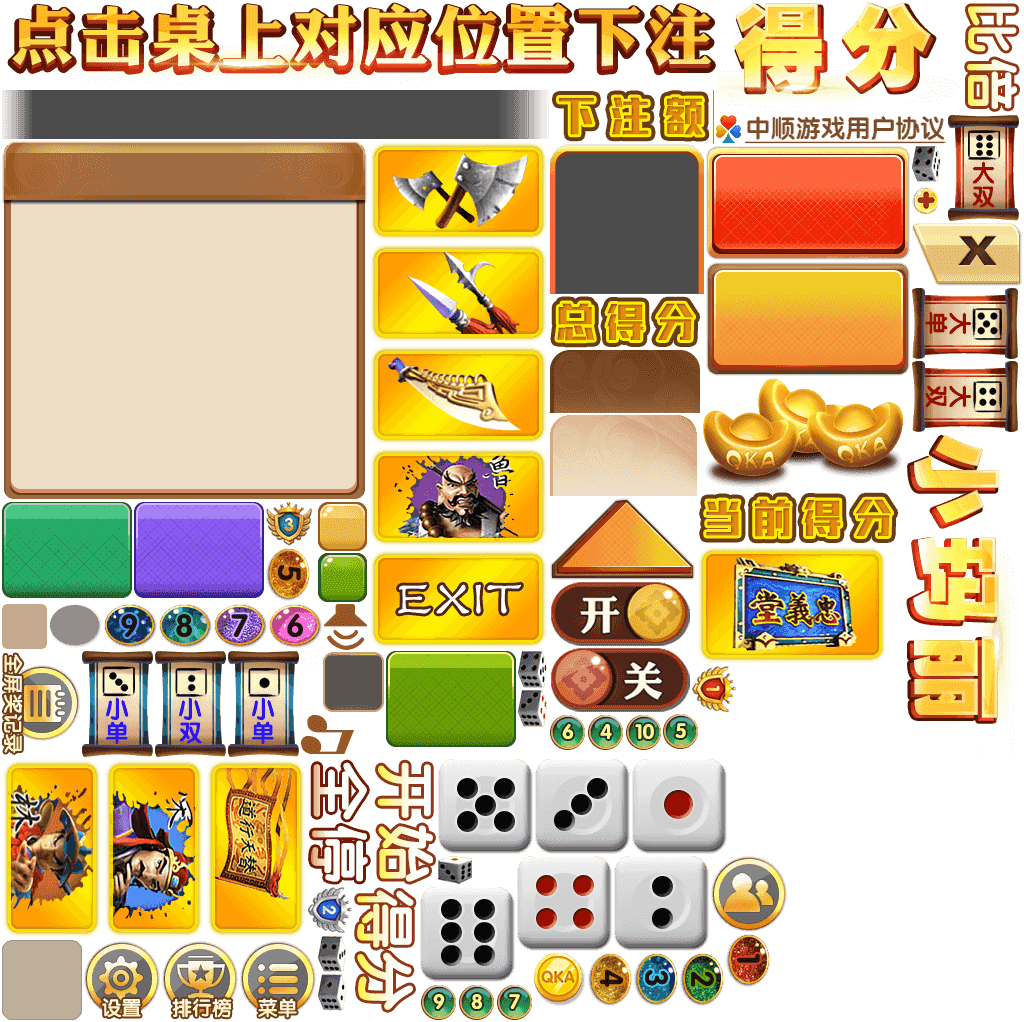 点击桌上对应位置下注
得分
比倍
下注额
中顺游戏用户协议
大双
X
总得分
大单
大双
QKA
QKA
小
玛丽
当前得分
鲁
3
5
EXIT
开
忠義堂
9
8
7
6
关
1
全屏奖记录
小单
小双
小单
6
4
10
5
林
宋
替天行道
全停
开始
得分
2
设置
排行榜
菜单
QKA
4
3
2
1
9
8
7